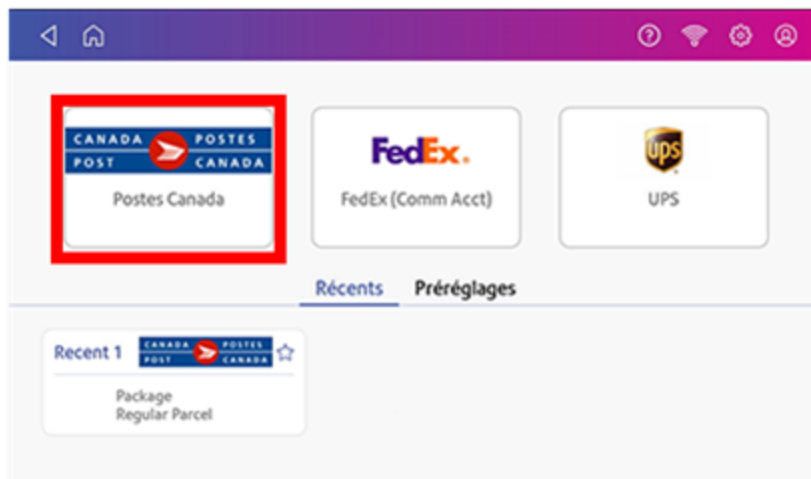 CANADA POSTES
POST CANADA
Postes Canada
FedEx.
FedEx (Comm Acct)
ups
UPS
Récents Préréglages
Recent 1 CANADA POSTES
POST CANADA
Package
Regular Parcel